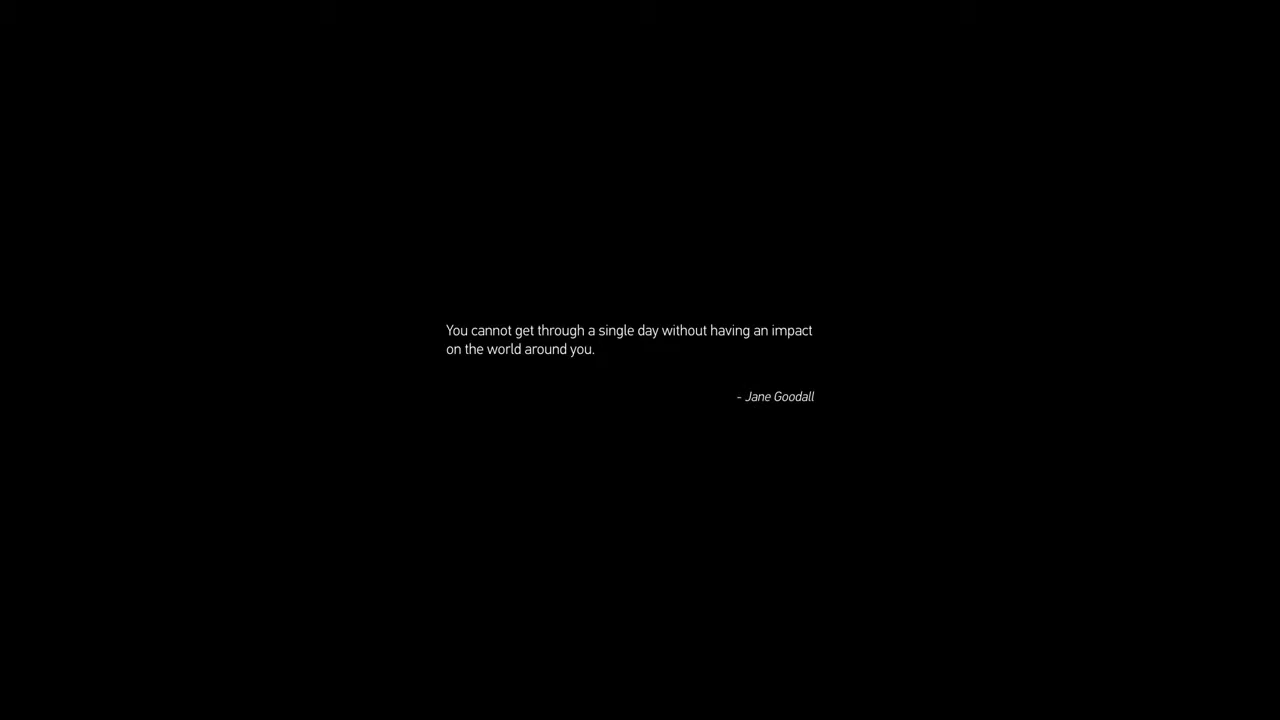 You cannot get through a single day without having an impact
on the world around you.
- Jane Goodall